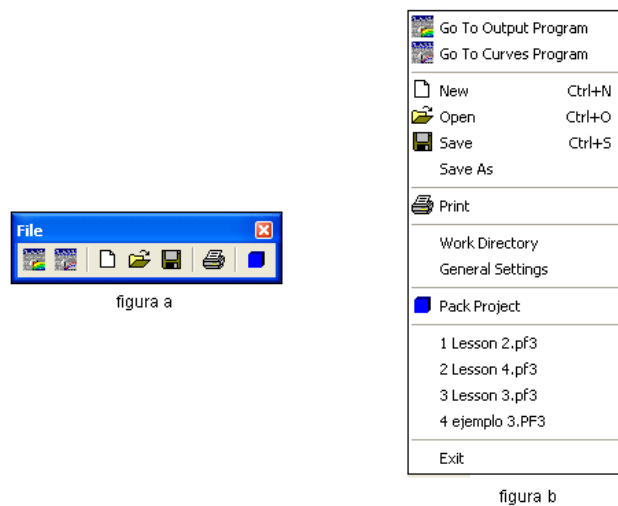 File
figura a
Go To Output Program
Go To Curves Program
New Ctrl+N
Open Ctrl+O
Save Ctrl+S
Save As
Print
Work Directory
General Settings
Pack Project
1 Lesson 2.pf3
2 Lesson 4.pf3
3 Lesson 3.pf3
4 ejemplo 3.PF3
Exit
figura b